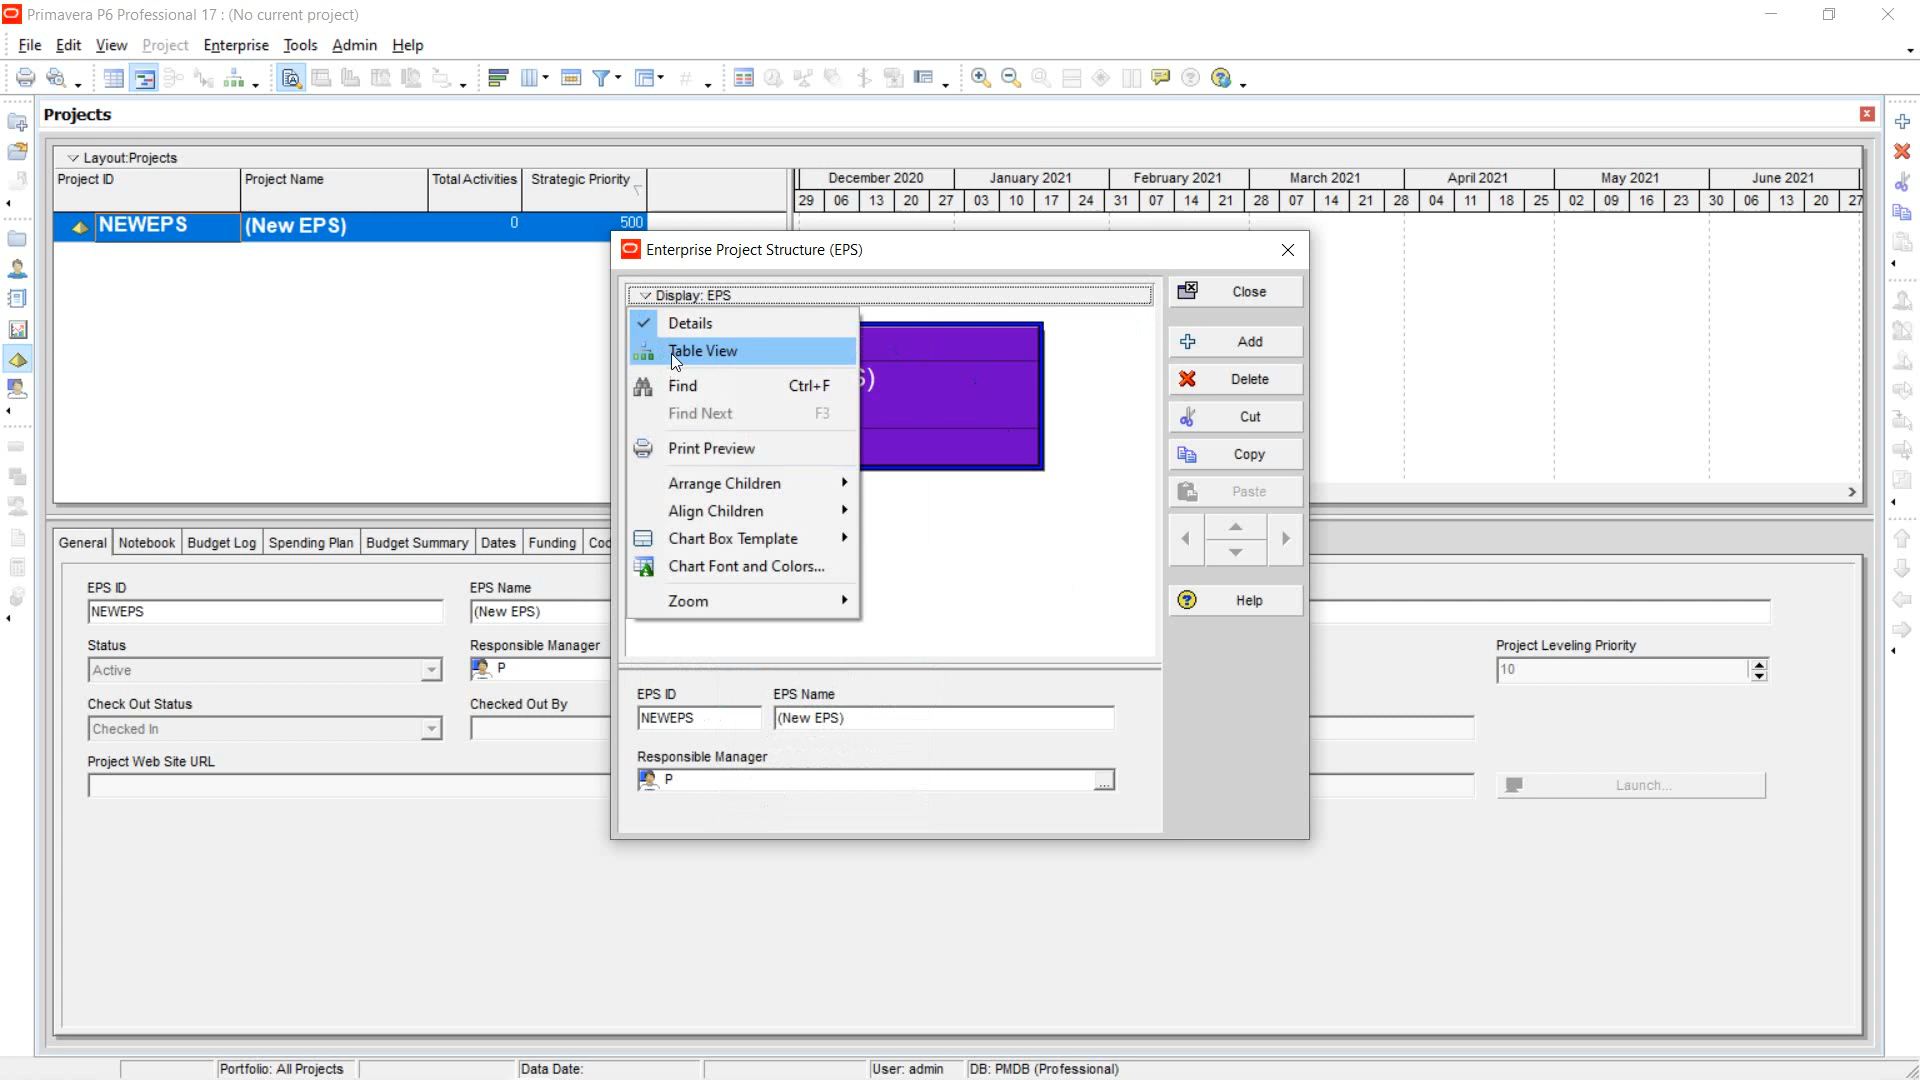 Primavera P6 Professional 17 : (No current project)
File Edit View Project Enterprise Tools Admin Help
Projects
Layout:Projects
Project ID Project Name Total Activities Strategic Priority
December 2020 January 2021 February 2021 March 2021 April 2021 May 2021 June 2021
29 06 13 20 27 03 10 17 24 31 07 14 21 28 07 14 21 28 04 11 18 25 02 09 16 23 30 06 13 20 27
NEWEPS (New EPS) 0 500
Enterprise Project Structure (EPS)
Display: EPS
Details
Table View
Find Ctrl+F
Find Next F3
Print Preview
Arrange Children
Align Children
Chart Box Template
Chart Font and Colors...
Zoom
Close
Add
Delete
Cut
Copy
Paste
Help
EPS ID EPS Name
NEWEPS (New EPS)
Responsible Manager
P
General Notebook Budget Log Spending Plan Budget Summary Dates Funding
EPS ID EPS Name
NEWEPS (New EPS)
Status Responsible Manager Project Leveling Priority
Active P 10
Check Out Status Checked Out By
Checked In
Project Web Site URL
Launch...
Portfolio: All Projects Data Date: User: admin DB: PMDB (Professional)